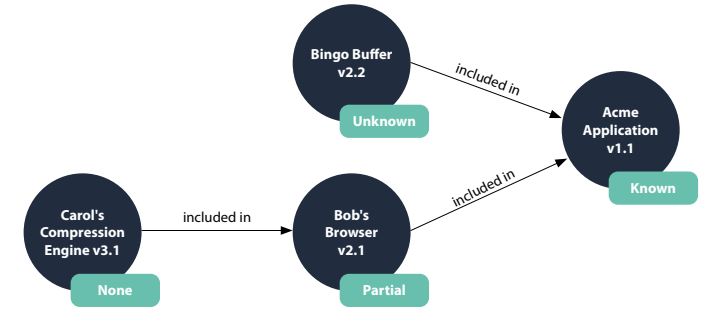 Bingo Buffer
v2.2
Unknown
included in
Acme
Application
v1.1
Known
Carol's
Compression
Engine v3.1
None
included in
Bob's
Browser
v2.1
Partial
included in